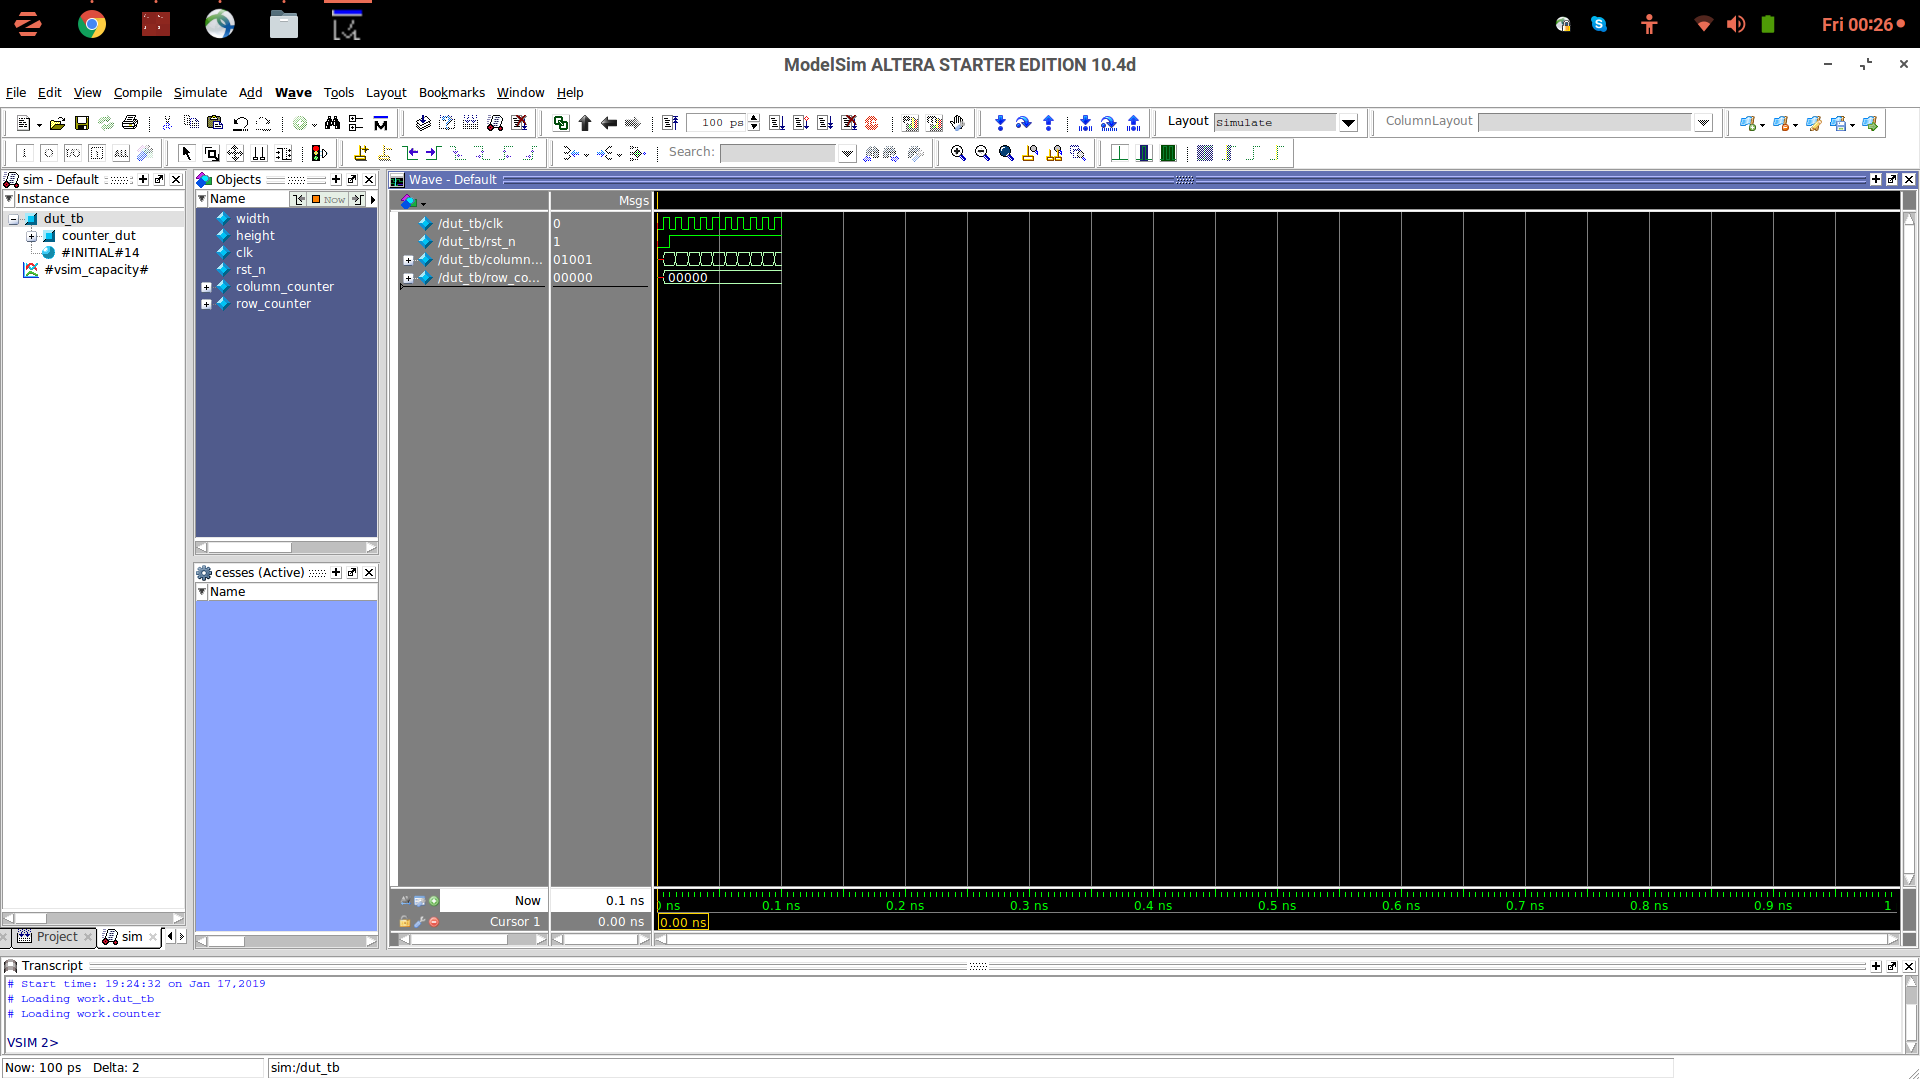 Fri 00:26
ModelSim ALTERA STARTER EDITION 10.4d
File Edit View Compile Simulate Add Wave Tools Layout Bookmarks Window Help
100 ps
Layout Simulate
ColumnLayout
ALL
Search:
sim - Default
Instance
dut_tb
counter_dut
#INITIAL#14
#vsim_capacity#
Project
sim
Objects
Name
Now
width
height
clk
rst_n
column_counter
row_counter
cesses (Active)
Name
Wave - Default
Msgs
/dut_tb/clk 0
/dut_tb/rst_n 1
/dut_tb/column... 01001
/dut_tb/row_co... 00000 00000
Now 0.1 ns
ns 0.1 ns 0.2 ns 0.3 ns 0.4 ns 0.5 ns 0.6 ns 0.7 ns 0.8 ns 0.9 ns 1
Cursor 1 0.00 ns 0.00 ns
Transcript
# Start time: 19:24:32 on Jan 17,2019
# Loading work.dut_tb
# Loading work.counter
VSIM 2>
Now: 100 ps Delta: 2 sim:/dut_tb